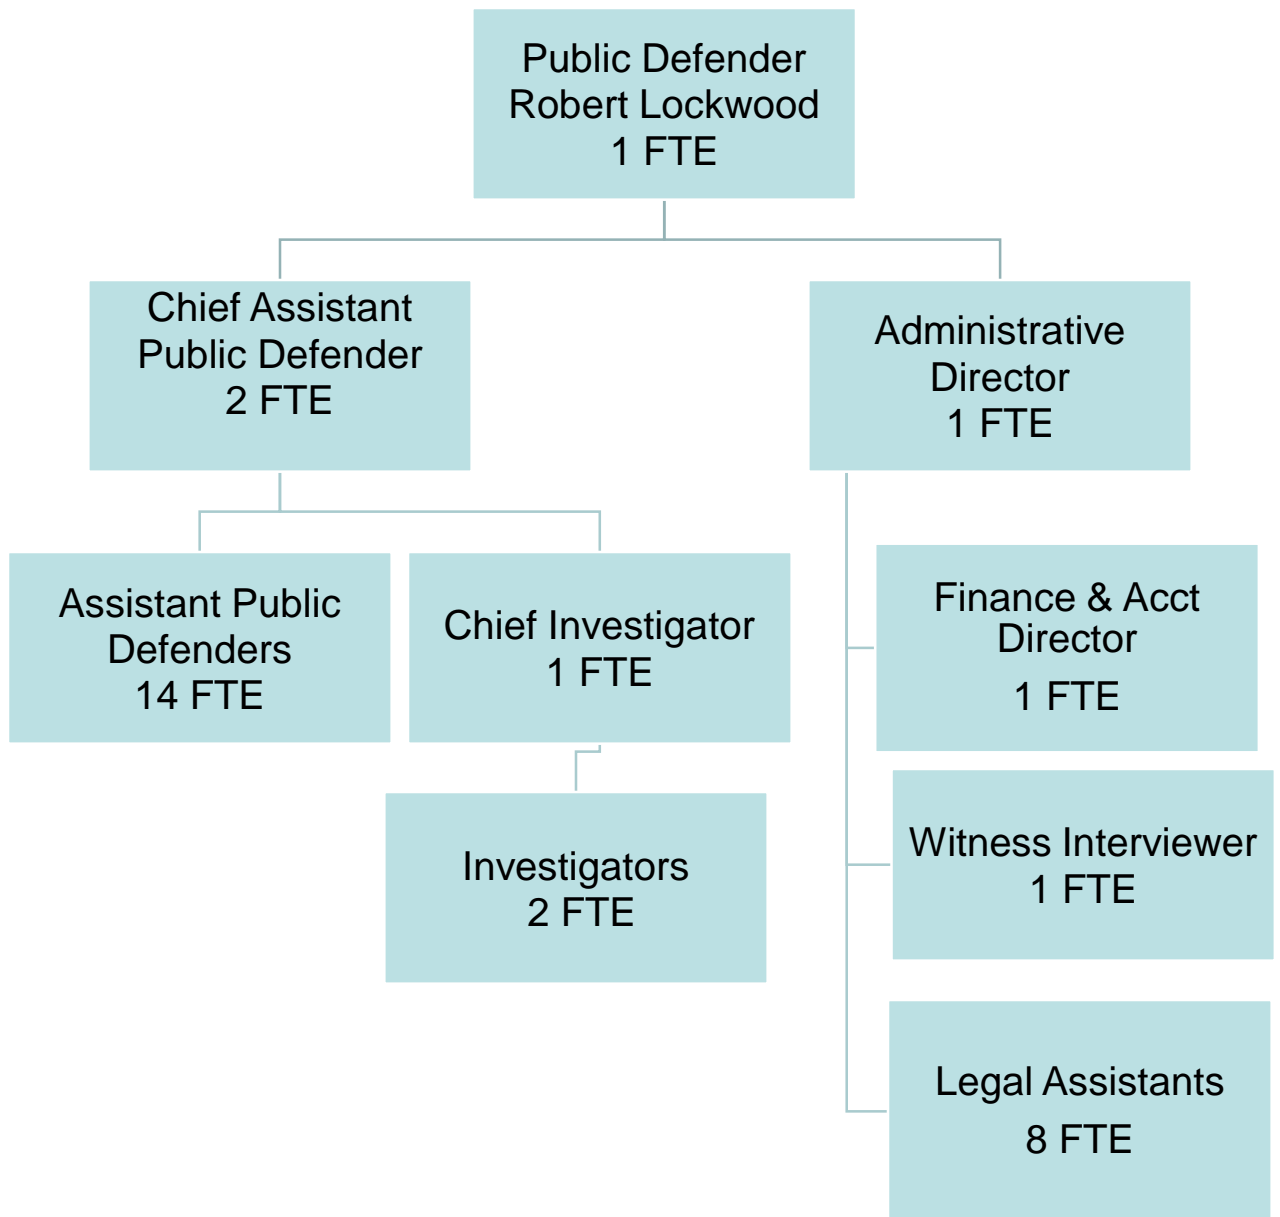 Public Defender
Robert Lockwood
1 FTE
Chief Assistant
Public Defender
2 FTE
Administrative
Director
1 FTE
Assistant Public
Defenders
14 FTE
Chief Investigator
1 FTE
Finance & Acct
Director
1 FTE
Investigators
2 FTE
Witness Interviewer
1 FTE
Legal Assistants
8 FTE